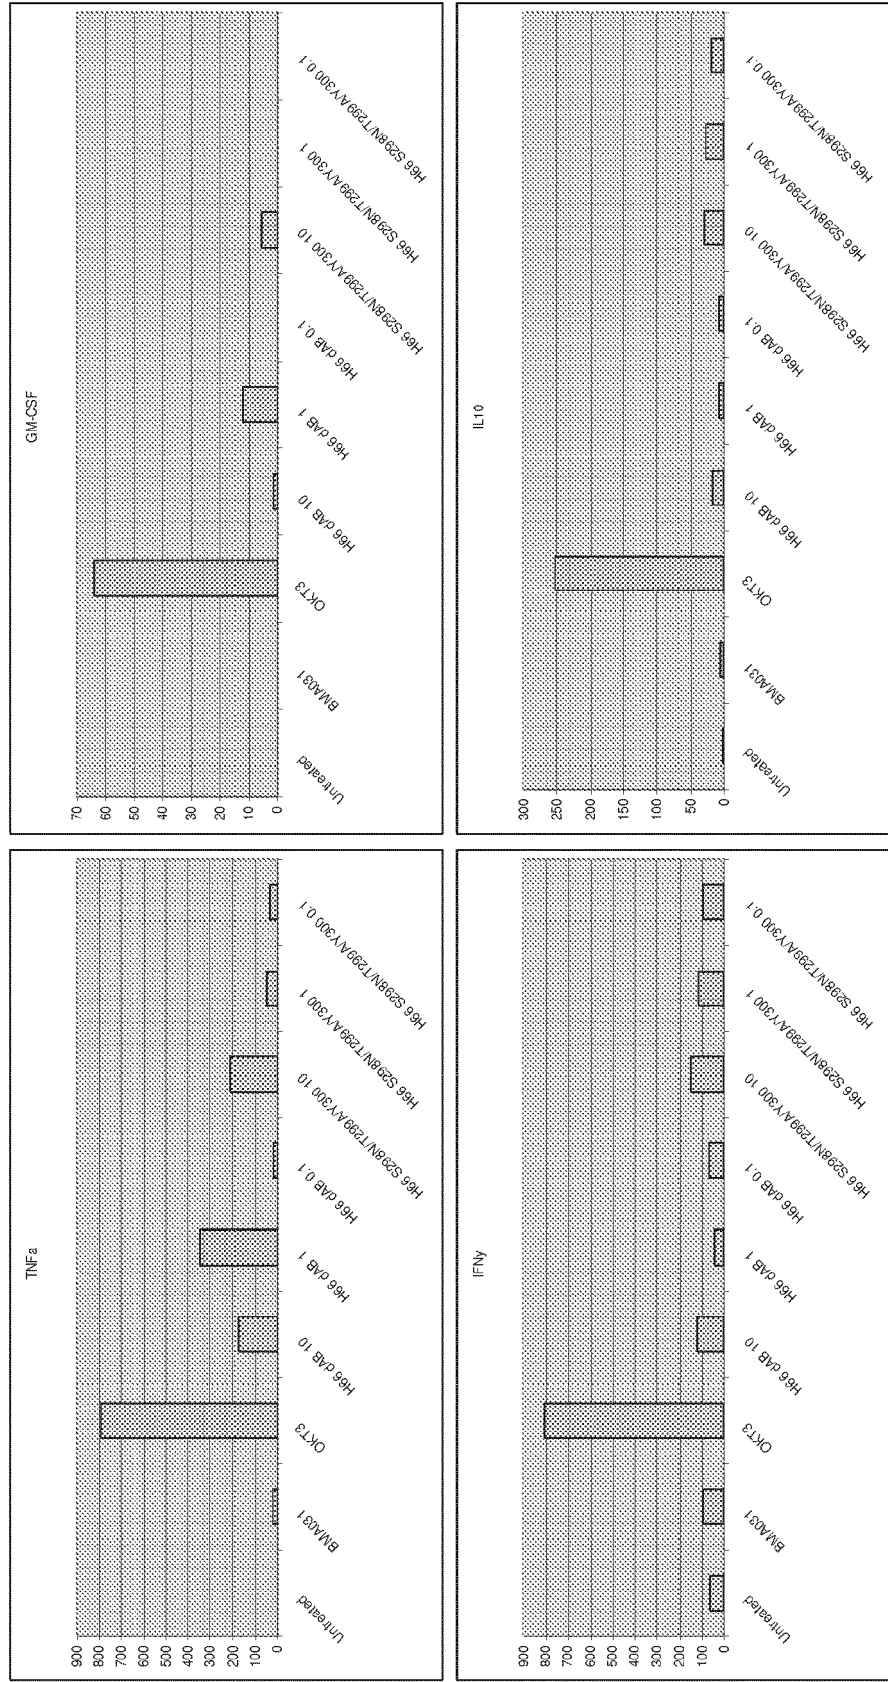 TNFa
900
800
700
600
500
400
300
200
100
0
Untreated
BMA031
OKT3
H66 dAB 10
H66 dAB 1
H66 dAB 0.1
H66 S298N/T299A/Y300 10
H66 S298N/T299A/Y300 1
H66 S298N/T299A/Y300 0.1
GM-CSF
70
60
50
40
30
20
10
0
Untreated
BMA031
OKT3
H66 dAB 10
H66 dAB 1
H66 dAB 0.1
H66 S298N/T299A/Y300 10
H66 S298N/T299A/Y300 1
H66 S298N/T299A/Y300 0.1
IFNy
900
800
700
600
500
400
300
200
100
0
Untreated
BMA031
OKT3
H66 dAB 10
H66 dAB 1
H66 dAB 0.1
H66 S298N/T299A/Y300 10
H66 S298N/T299A/Y300 1
H66 S298N/T299A/Y300 0.1
IL10
300
250
200
150
100
50
0
Untreated
BMA031
OKT3
H66 dAB 10
H66 dAB 1
H66 dAB 0.1
H66 S298N/T299A/Y300 10
H66 S298N/T299A/Y300 1
H66 S298N/T299A/Y300 0.1